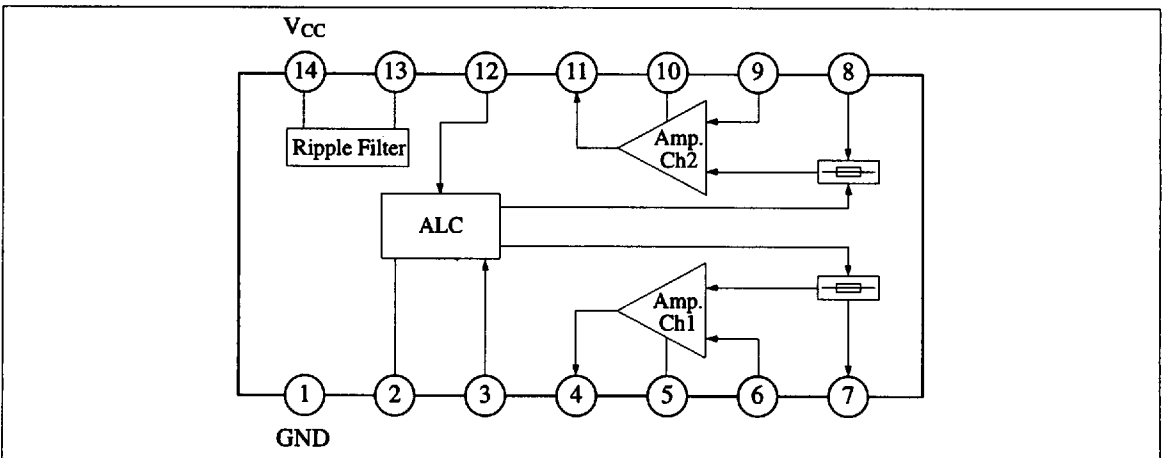 VCC
14 13 12 11 10 9 8
Ripple Filter
Amp.
Ch2
ALC
Amp.
Ch1
1 2 3 4 5 6 7
GND